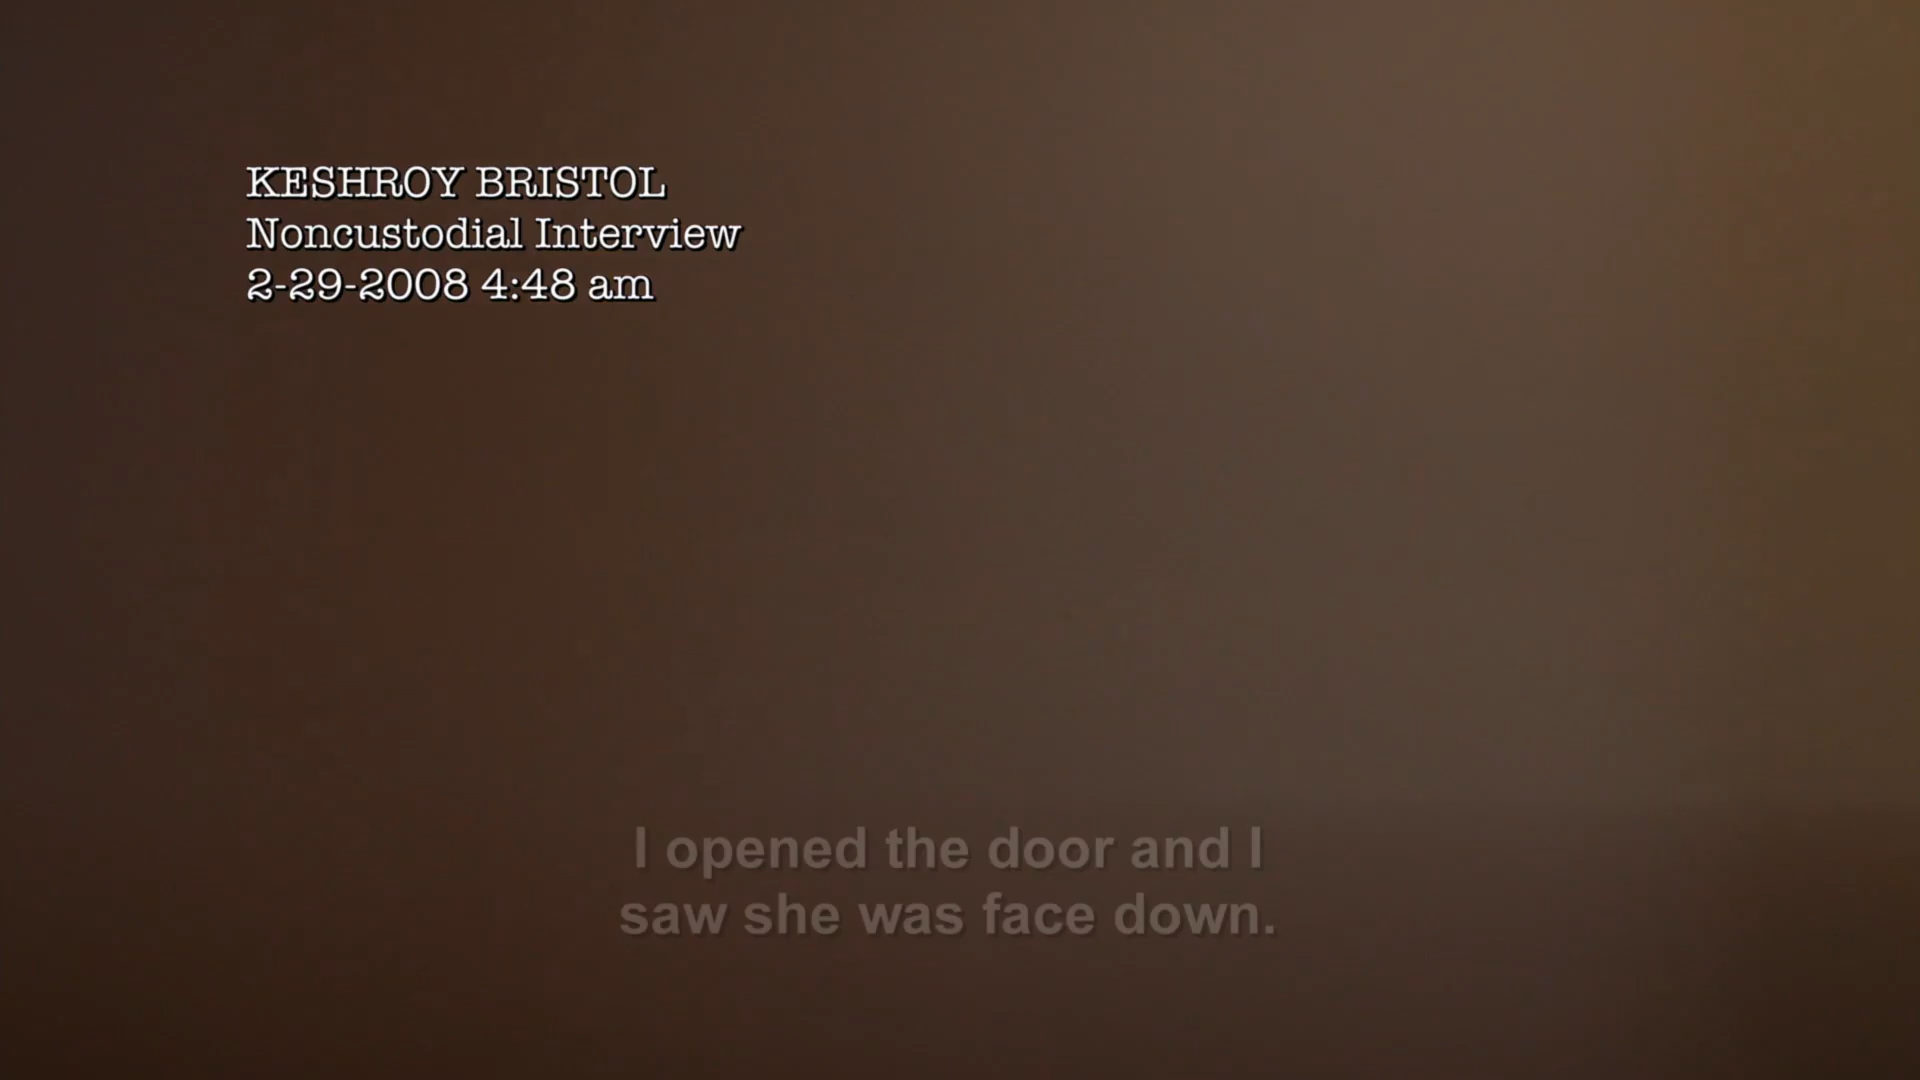 KESHROY BRISTOL
Noncustodial Interview
2-29-2008 4:48 am
I opened the door and I
saw she was face down.